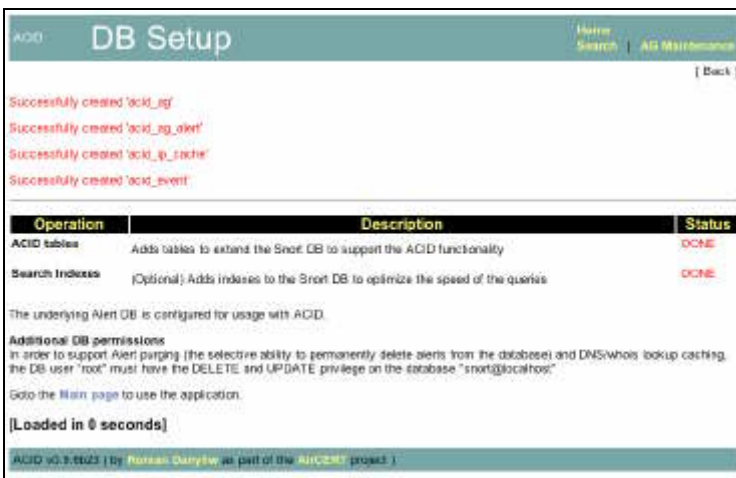 ACID DB Setup Home
Search | AG Maintenance
[ Back ]
Successfully created 'acid_ag'
Successfully created 'acid_ag_alert'
Successfully created 'acid_ip_cache'
Successfully created 'acid_event'
Operation Description Status
ACID tables Adds tables to extend the Snort DB to support the ACID functionality DONE
Search Indexes (Optional) Adds indexes to the Snort DB to optimize the speed of the queries DONE
The underlying Alert DB is configured for usage with ACID.
Additional DB permissions
In order to support Alert purging (the selective ability to permanently delete alerts from the database) and DNS/whois lookup caching,
the DB user "root" must have the DELETE and UPDATE privilege on the database "snort@localhost"
Goto the Main page to use the application.
[Loaded in 0 seconds]
ACID v0.9.6b23 ( by Roman Danyliw as part of the AirCERT project )